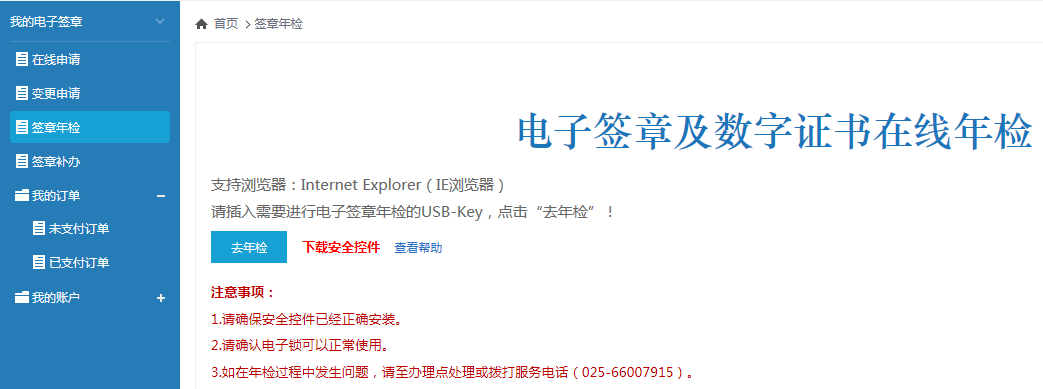 我的电子签章
在线申请
变更申请
签章年检
签章补办
我的订单
未支付订单
已支付订单
我的账户
首页 签章年检
电子签章及数字证书在线年检
支持浏览器：Internet Explorer（IE浏览器）
请插入需要进行电子签章年检的USB-Key，点击“去年检”！
去年检 下载安全控件 查看帮助
注意事项：
1.请确保安全控件已经正确安装。
2.请确认电子锁可以正常使用。
3.如在年检过程中发生问题，请至办理点处理或拨打服务电话（025-66007915）。